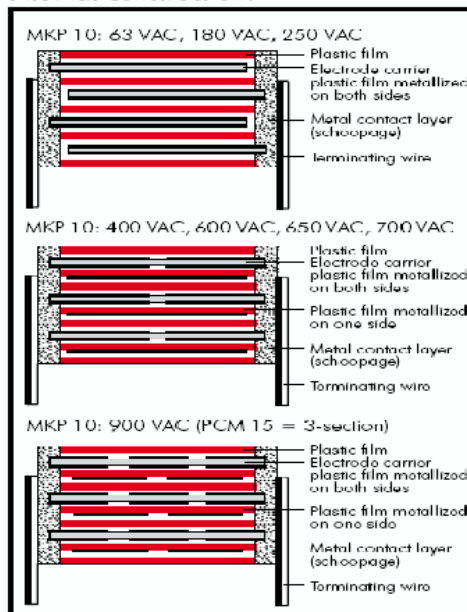 MKP 10: 63 VAC, 180 VAC, 250 VAC
Plastic film
Electrode carrier
plastic film metallized
on both sides
Metal contact layer
(schoopage)
Terminating wire
MKP 10: 400 VAC, 600 VAC, 650 VAC, 700 VAC
Plastic film
Electrode carrier
plastic film metallized
on both sides
Plastic film metallized
on one side
Metal contact layer
(schoopage)
Terminating wire
MKP 10: 900 VAC (PCM 15 = 3-section)
Plastic film
Electrode carrier
plastic film metallized
on both sides
Plastic film metallized
on one side
Metal contact layer
(schoopage)
Terminating wire